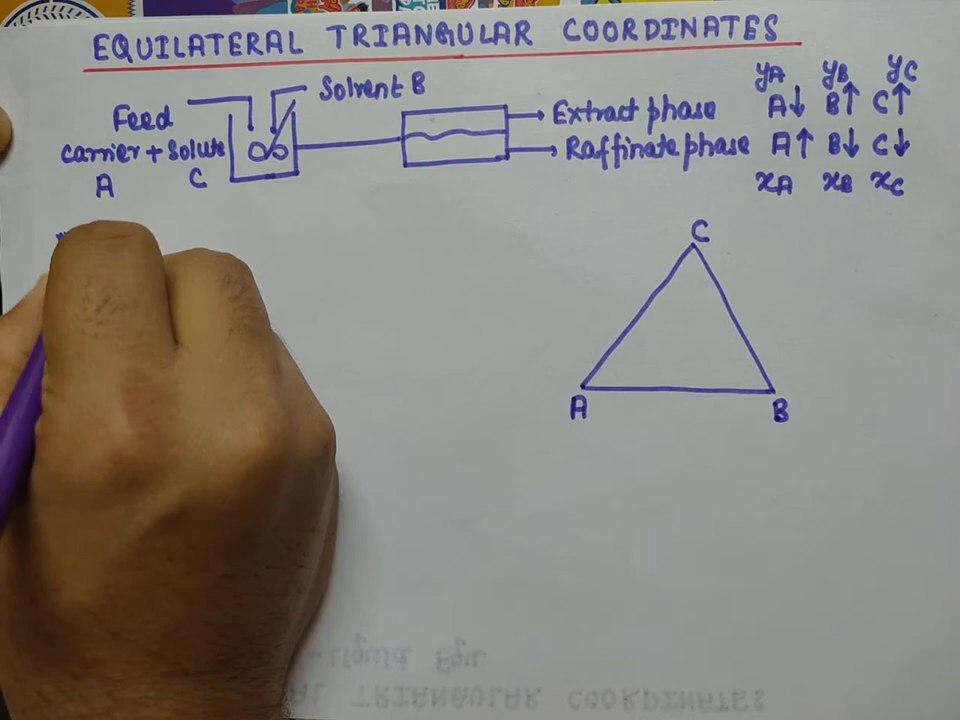 EQUILATERAL TRIANGULAR COORDINATES
Solvent B
yA yB yC
Feed
Extract phase A↓ B↑ C↑
Carrier + Solute
Raffinate phase A↑ B↓ C↓
A C
xA xB xC
C
A B